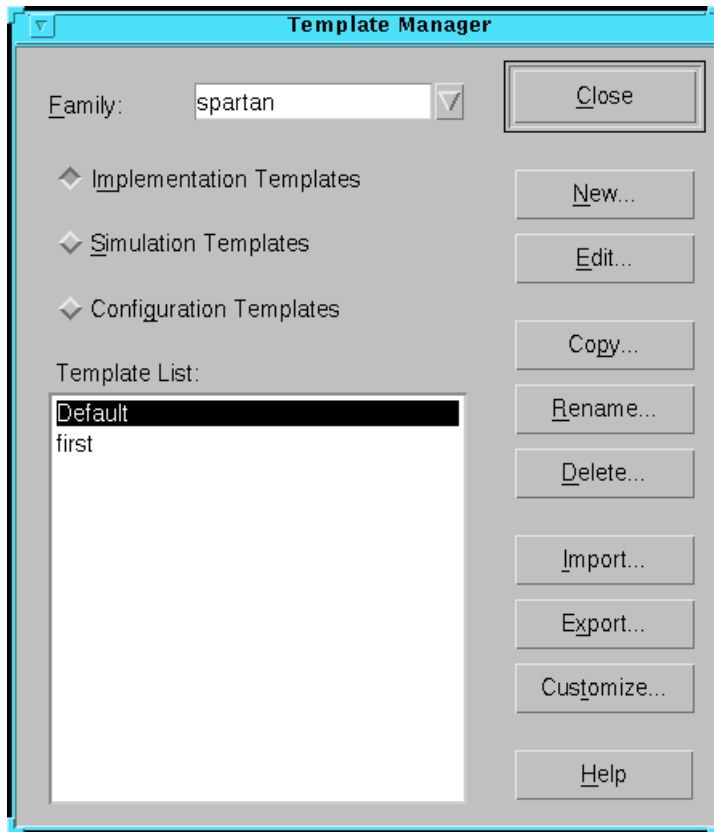 Template Manager
Family: spartan
Close
Implementation Templates
New...
Simulation Templates
Edit...
Configuration Templates
Copy...
Template List:
Default
Rename...
first
Delete...
Import...
Export...
Customize...
Help